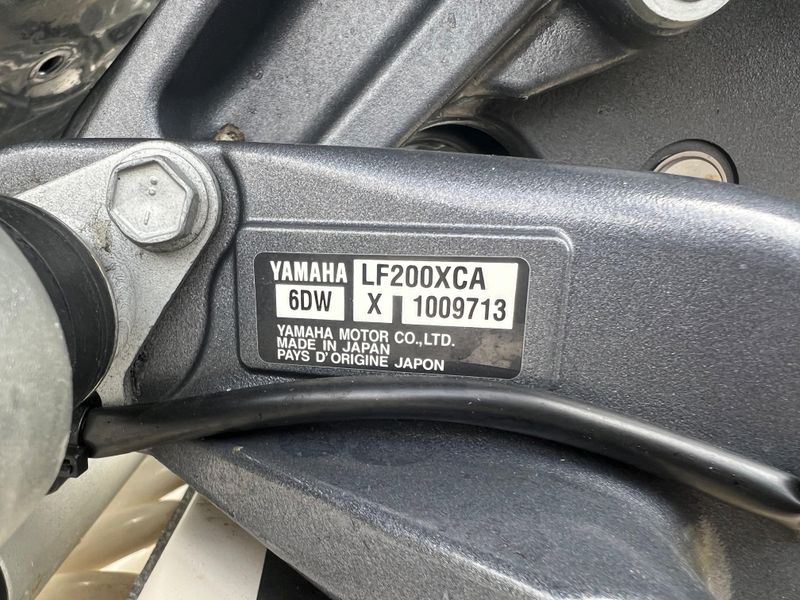 YAMAHA LF200XCA
6DW X 1009713
YAMAHA MOTOR CO.,LTD.
MADE IN JAPAN
PAYS D'ORIGINE JAPON